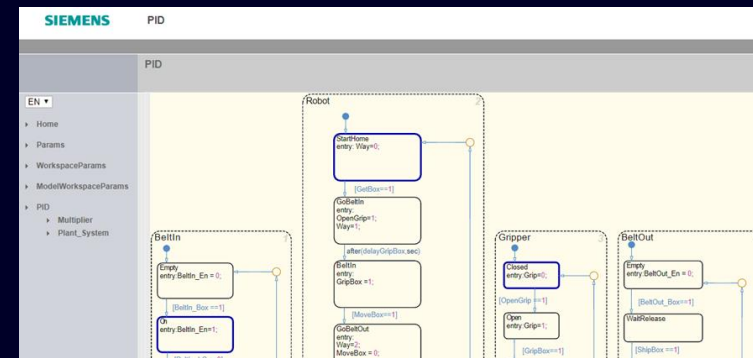 SIEMENS PID
PID
EN
Home
Params
WorkspaceParams
ModelWorkspaceParams
PID
Multiplier
Plant_System
Robot 2
StartHome
entry: Way=0;
[GetBox==1]
GoBeltIn
entry:
OpenGrip=1;
Way=1;
after(delayGripBox,sec)
BeltIn
entry:
GripBox =1;
[MoveBox==1]
GoBeltOut
entry:
Way=2;
MoveBox = 0;
BeltIn 1
Empty
entry:BeltIn_En = 0;
[BeltIn_Box ==1]
On
entry:BeltIn_En=1;
Gripper 3
Closed
entry:Grip=0;
[OpenGrip ==1]
Open
entry:Grip=1;
[GripBox==1]
BeltOut
Empty
entry:BeltOut_En = 0;
[BeltOut_Box==1]
WaitRelease
[ShipBox ==1]